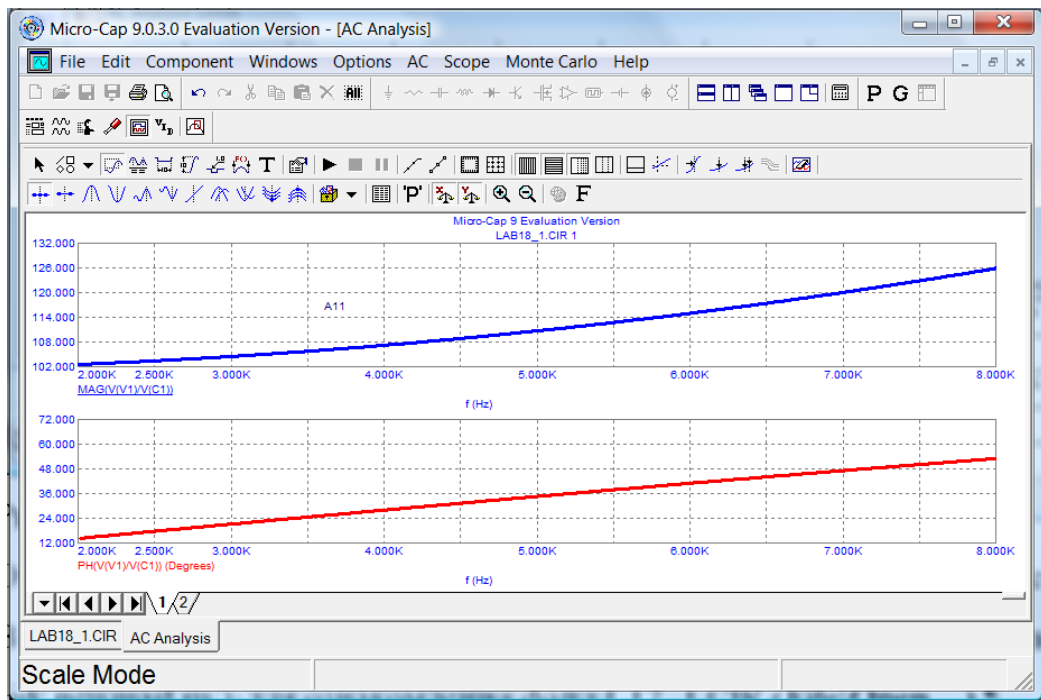 Micro-Cap 9.0.3.0 Evaluation Version - [AC Analysis]
File Edit Component Windows Options AC Scope Monte Carlo Help
P G
T
'P' F
Micro-Cap 9 Evaluation Version
LAB18_1.CIR 1
132.000
126.000
120.000
114.000
108.000
102.000
A11
2.000K 2.500K 3.000K 4.000K 5.000K 6.000K 7.000K 8.000K
MAG(V(V1)/V(C1))
f (Hz)
72.000
60.000
48.000
36.000
24.000
12.000
2.000K 2.500K 3.000K 4.000K 5.000K 6.000K 7.000K 8.000K
PH(V(V1)/V(C1)) (Degrees)
f (Hz)
1 2
LAB18_1.CIR AC Analysis
Scale Mode